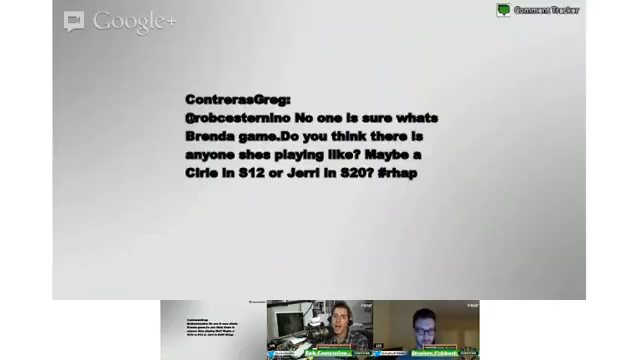 Google+
Comment Tracker
ContrerasGreg:
@robcesternino No one is sure whats
Brenda game.Do you think there is
anyone shes playing like? Maybe a
Cirie in S12 or Jerri in S20? #rhap